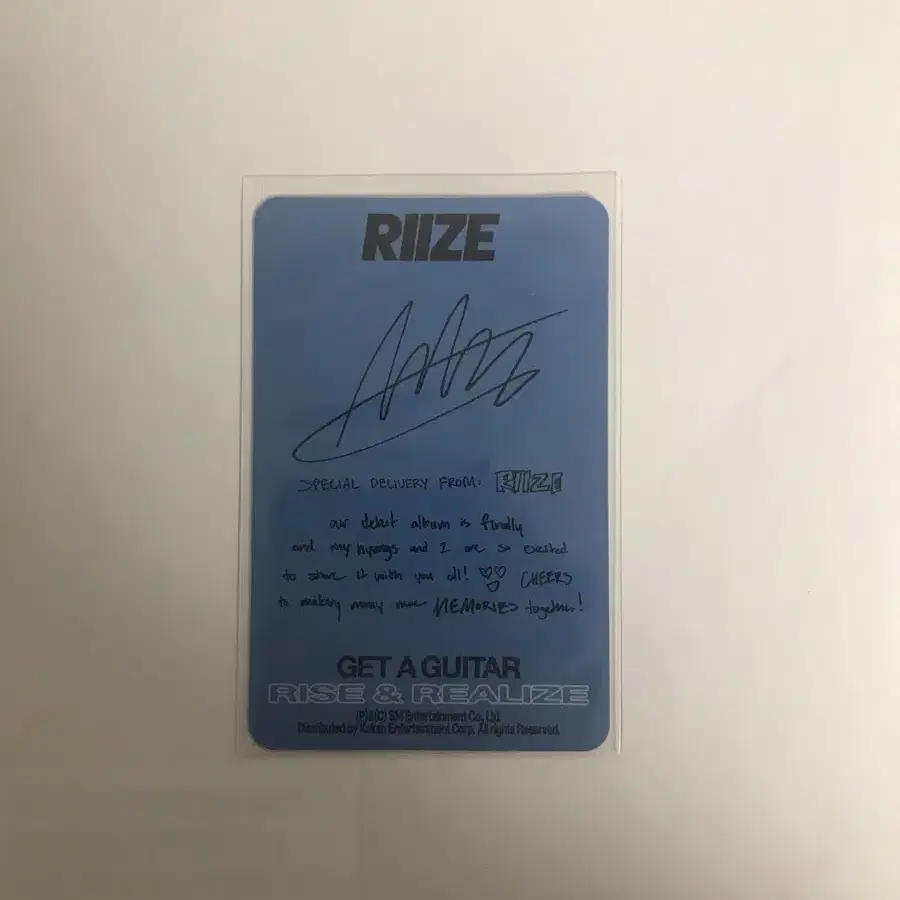 RIIZE
SPECIAL DELIVERY FROM: RIIZE
our debut album is finally
and my hyungs and I are so excited
to share it with you all! CHEERS
to making many more MEMORIES together!
GET A GUITAR
RISE & REALIZE
(P)&(C) SM Entertainment Co., Ltd.
Distributed by Kakao Entertainment Corp. All rights Reserved.